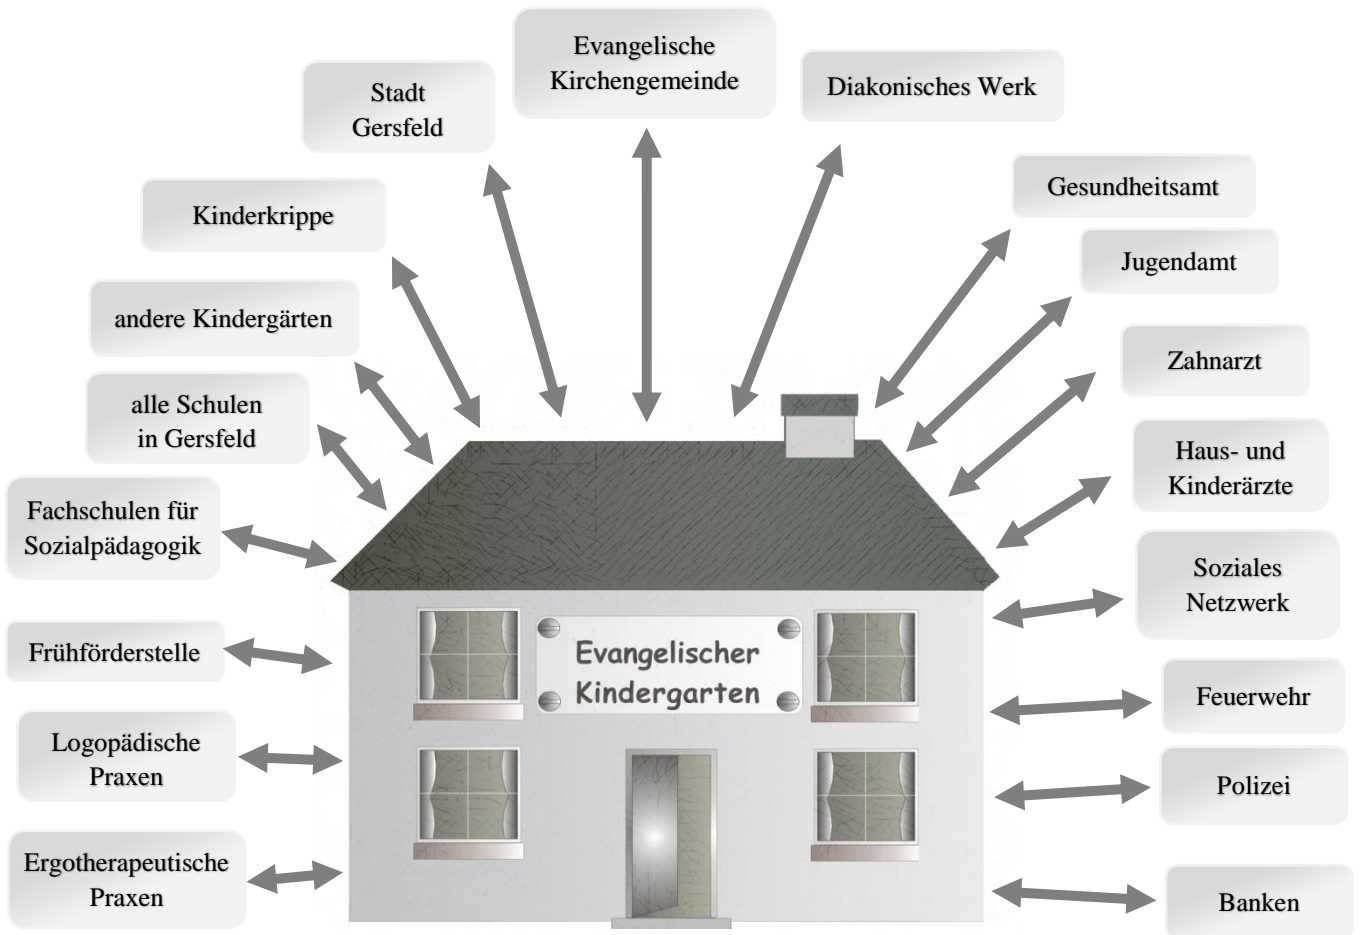 Evangelische
Kirchengemeinde
Stadt
Gersfeld
Diakonisches Werk
Kinderkrippe
Gesundheitsamt
Jugendamt
andere Kindergärten
Zahnarzt
alle Schulen
in Gersfeld
Haus- und
Kinderärzte
Fachschulen für
Sozialpädagogik
Soziales
Netzwerk
Frühförderstelle
Evangelischer
Kindergarten
Feuerwehr
Logopädische
Praxen
Polizei
Ergotherapeutische
Praxen
Banken